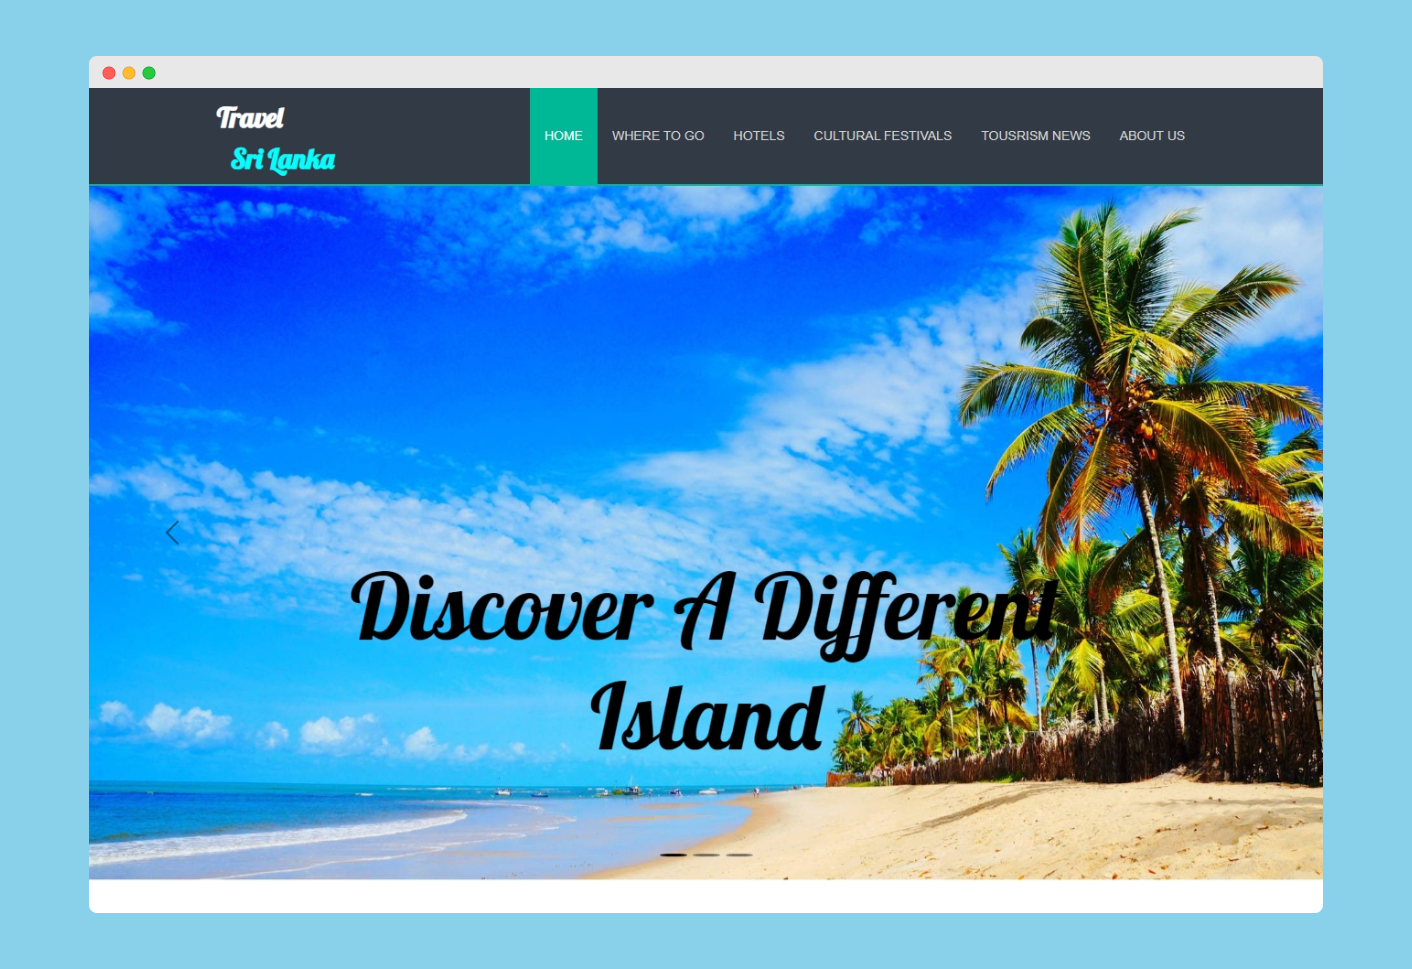 Travel
Sri Lanka
HOME WHERE TO GO HOTELS CULTURAL FESTIVALS TOUSRISM NEWS ABOUT US
Discover A Different
Island